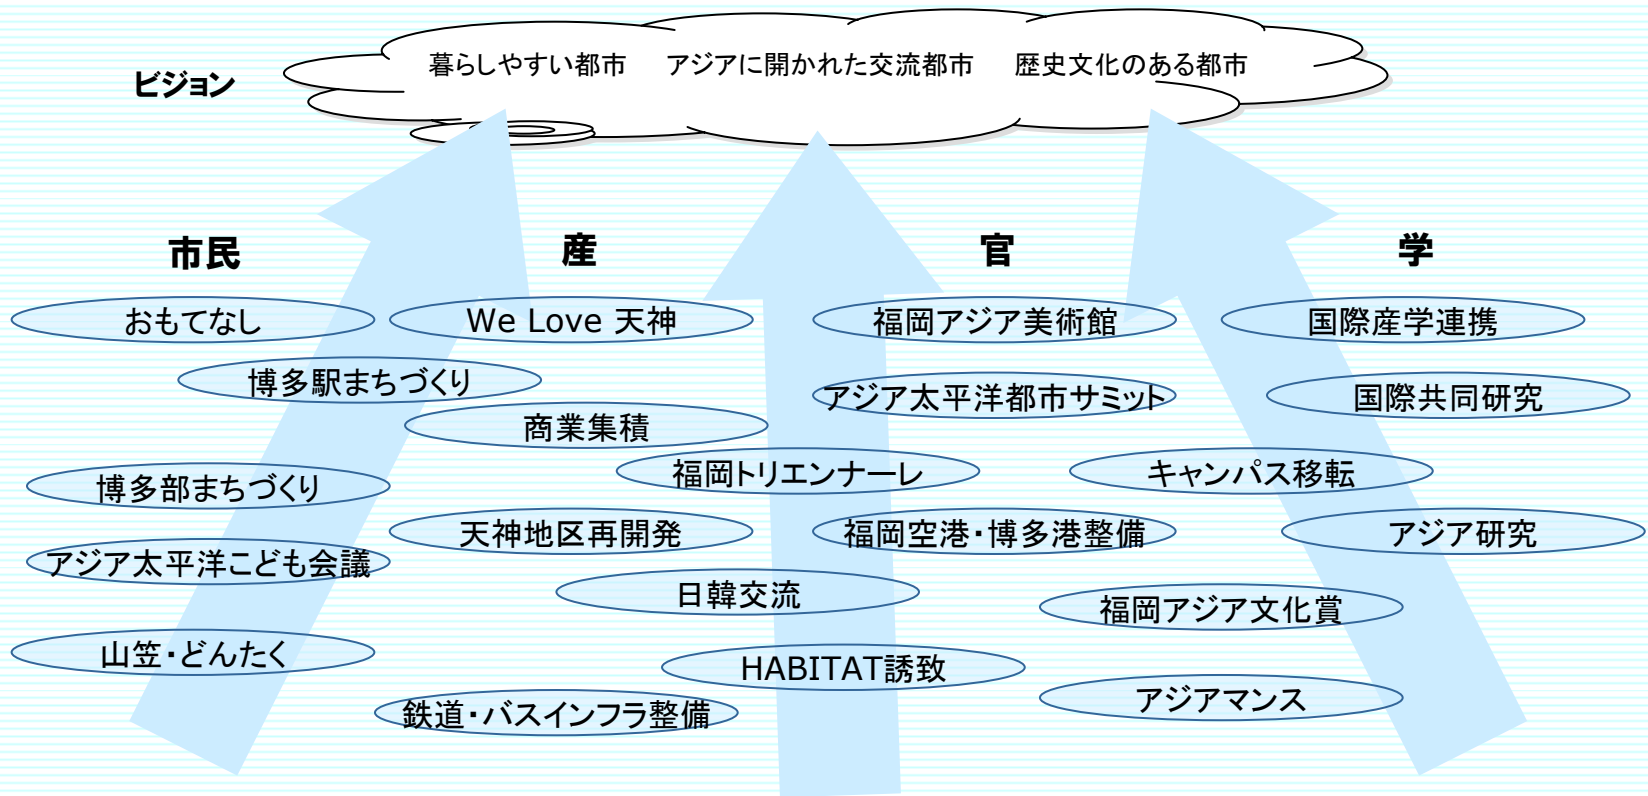 暮らしやすい都市 アジアに開かれた交流都市 歴史文化のある都市
ビジョン
市民 産 官 学
おもてなし We Love 天神 福岡アジア美術館 国際産学連携
博多駅まちづくり アジア太平洋都市サミット 国際共同研究
商業集積
福岡トリエンナーレ キャンパス移転
博多部まちづくり
天神地区再開発 福岡空港・博多港整備 アジア研究
アジア太平洋こども会議
日韓交流 福岡アジア文化賞
山笠・どんたく
HABITAT誘致
アジアマンス
鉄道・バスインフラ整備